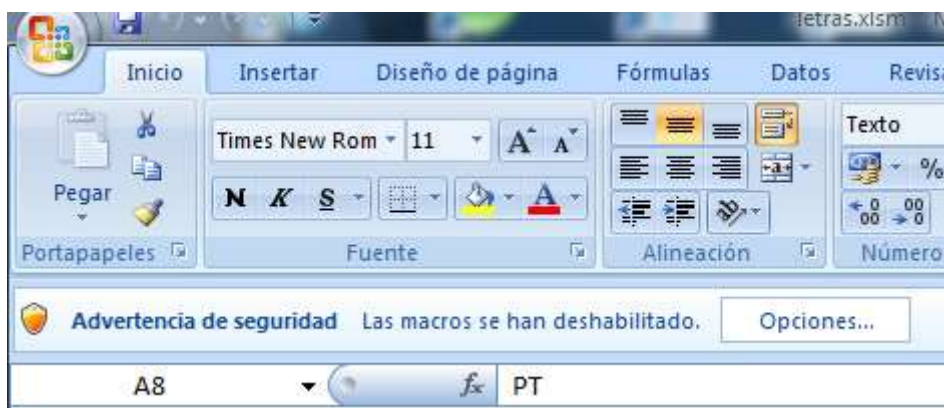 letras.xlsm
Inicio Insertar Diseño de página Fórmulas Datos
Times New Rom 11 A A Texto
Pegar %
N K S A
Portapapeles Fuente Alineación Número
Advertencia de seguridad Las macros se han deshabilitado. Opciones...
A8 fx PT